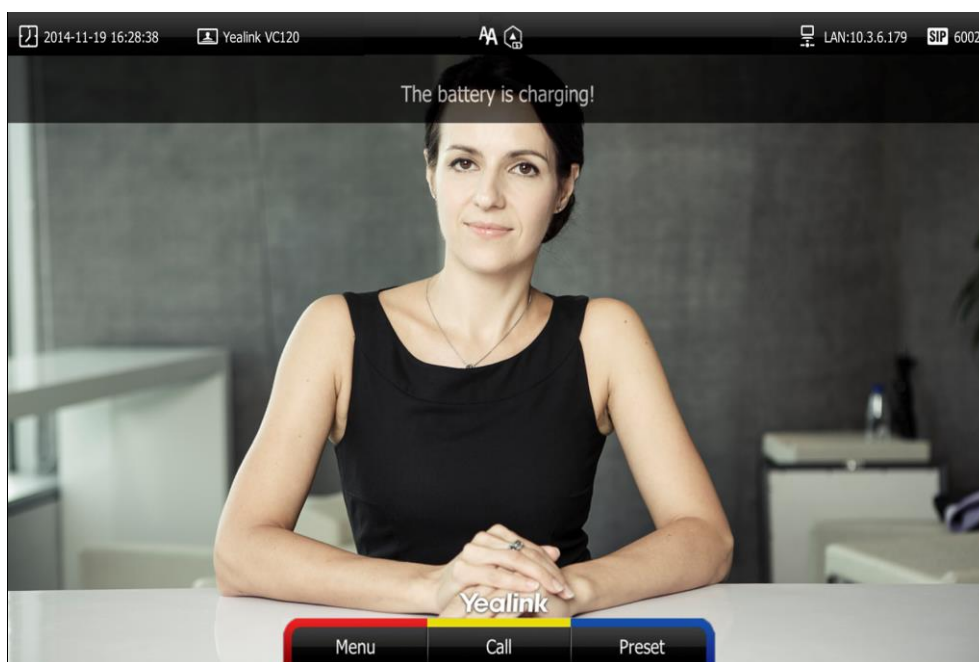 2014-11-19 16:28:38 Yealink VC120 AA LAN:10.3.6.179 SIP 6002
The battery is charging!
Yealink
Menu Call Preset